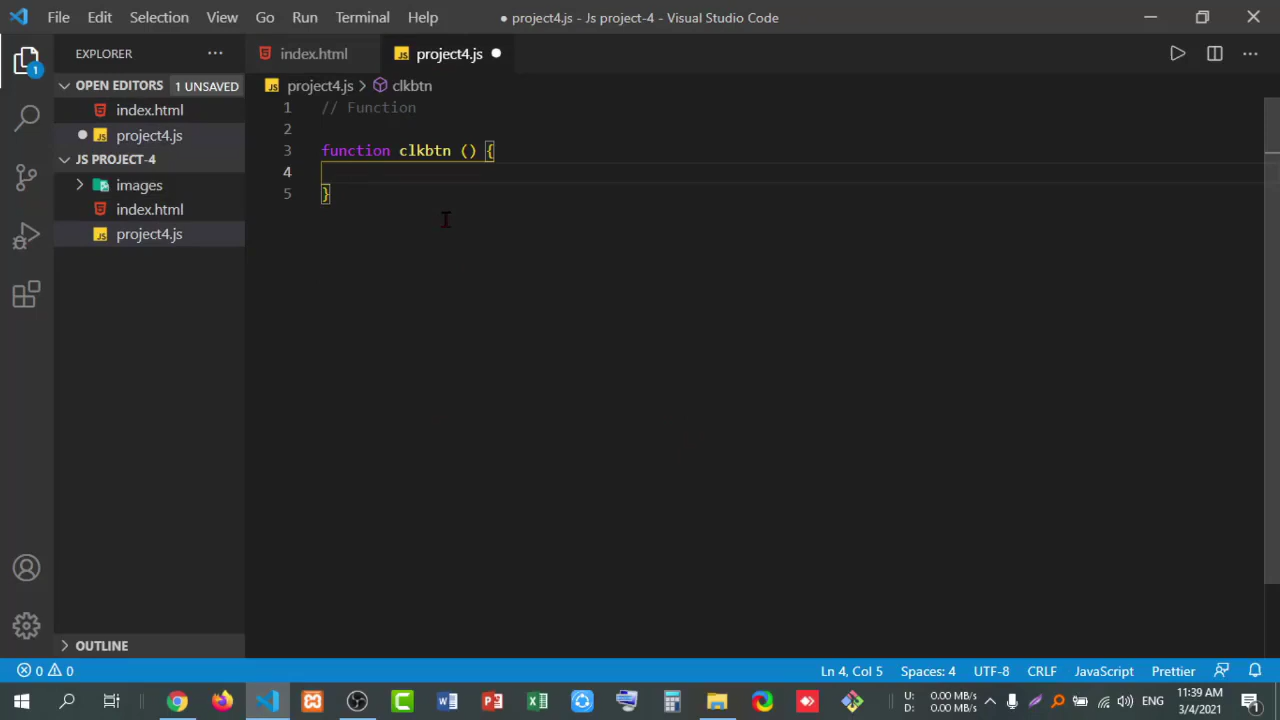 File Edit Selection View Go Run Terminal Help
● project4.js - Js project-4 - Visual Studio Code
EXPLORER
OPEN EDITORS
1 UNSAVED
index.html
project4.js
JS PROJECT-4
images
index.html
project4.js
OUTLINE
1
index.html
project4.js
project4.js > clkbtn
1 // Function
2
3 function clkbtn () {
4
5 }
0 0
Ln 4, Col 5
Spaces: 4
UTF-8
CRLF
JavaScript
Prettier
U: 0.00 MB/s
D: 0.00 MB/s
ENG
11:39 AM
3/4/2021
1